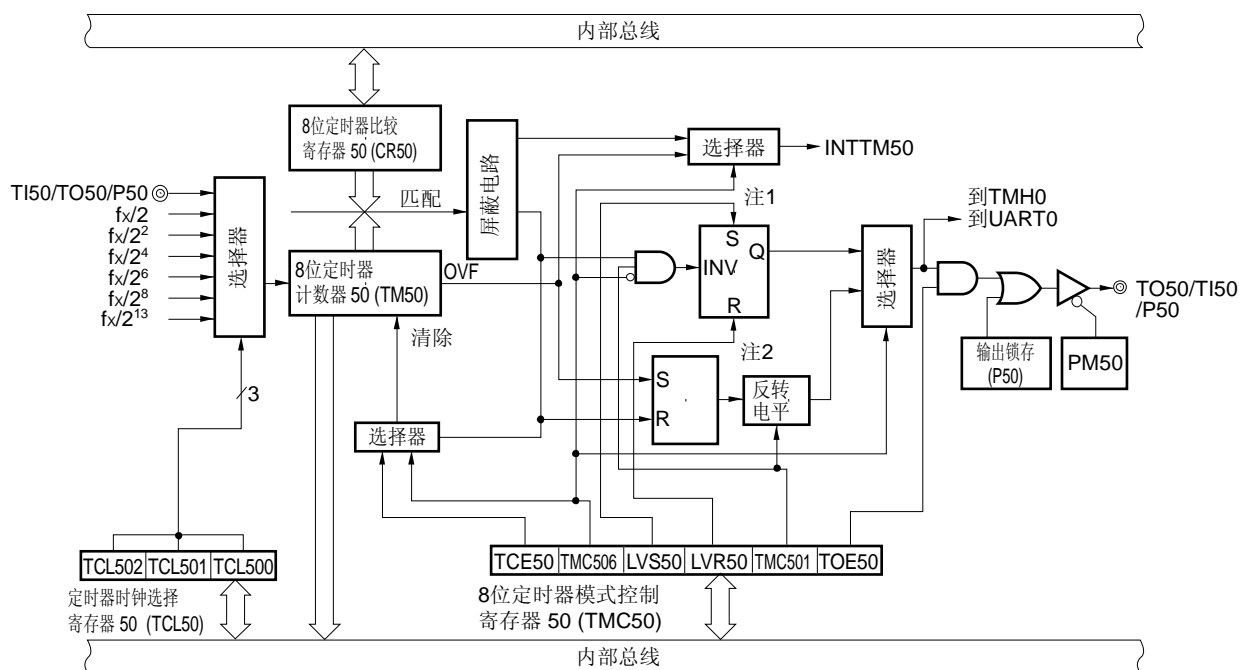 内部总线
8位定时器比较
寄存器 50 (CR50)
屏蔽电路
选择器
INTTM50
TI50/TO50/P50
fx/2
fx/2²
fx/2⁴
fx/2⁶
fx/2⁸
fx/2¹³
选择器
匹配
8位定时器
计数器 50 (TM50)
OVF
清除
注1
S
Q
INV
R
注2
选择器
到TMH0
到UART0
TO50/TI50
/P50
输出锁存
(P50)
PM50
S
R
反转
电平
3
选择器
TCL502 TCL501 TCL500
定时器时钟选择
寄存器 50 (TCL50)
TCE50 TMC506 LVS50 LVR50 TMC501 TOE50
8位定时器模式控制
寄存器 50 (TMC50)
内部总线